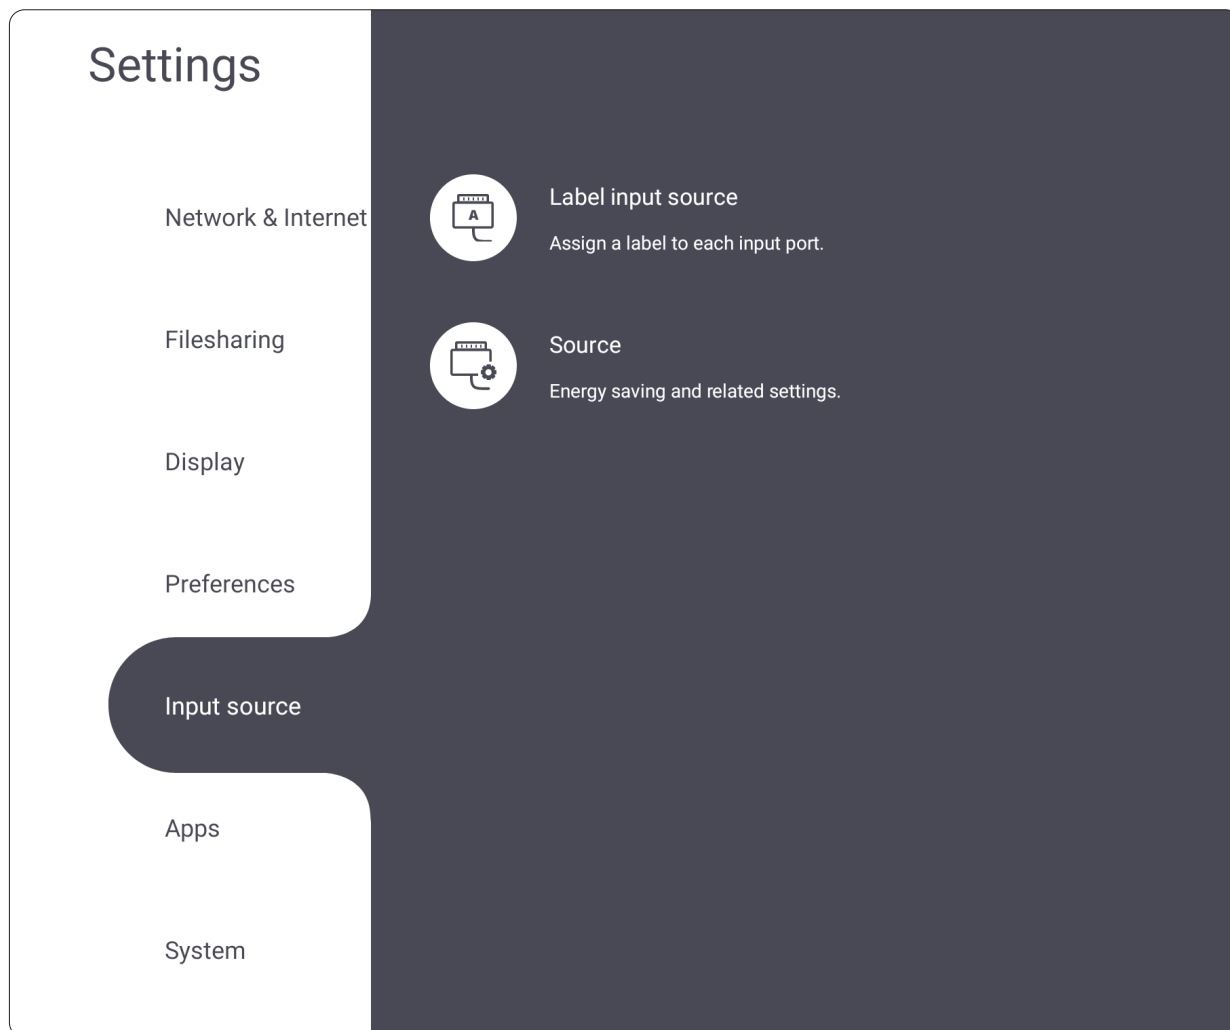 Settings
Network & Internet
Filesharing
Display
Preferences
Input source
Apps
System
A
Label input source
Assign a label to each input port.
Source
Energy saving and related settings.